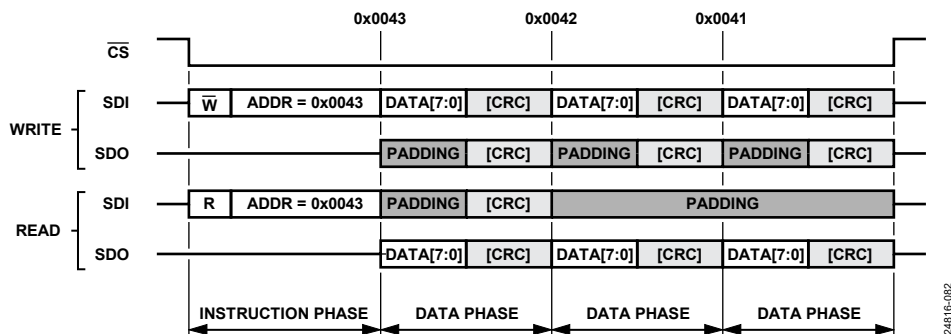 0x0043 0x0042 0x0041
CS
SDI W ADDR = 0x0043 DATA[7:0] [CRC] DATA[7:0] [CRC] DATA[7:0] [CRC]
WRITE
SDO PADDING [CRC] PADDING [CRC] PADDING [CRC]
SDI R ADDR = 0x0043 PADDING [CRC] PADDING
READ
SDO DATA[7:0] [CRC] DATA[7:0] [CRC] DATA[7:0] [CRC]
INSTRUCTION PHASE DATA PHASE DATA PHASE DATA PHASE
24816-082